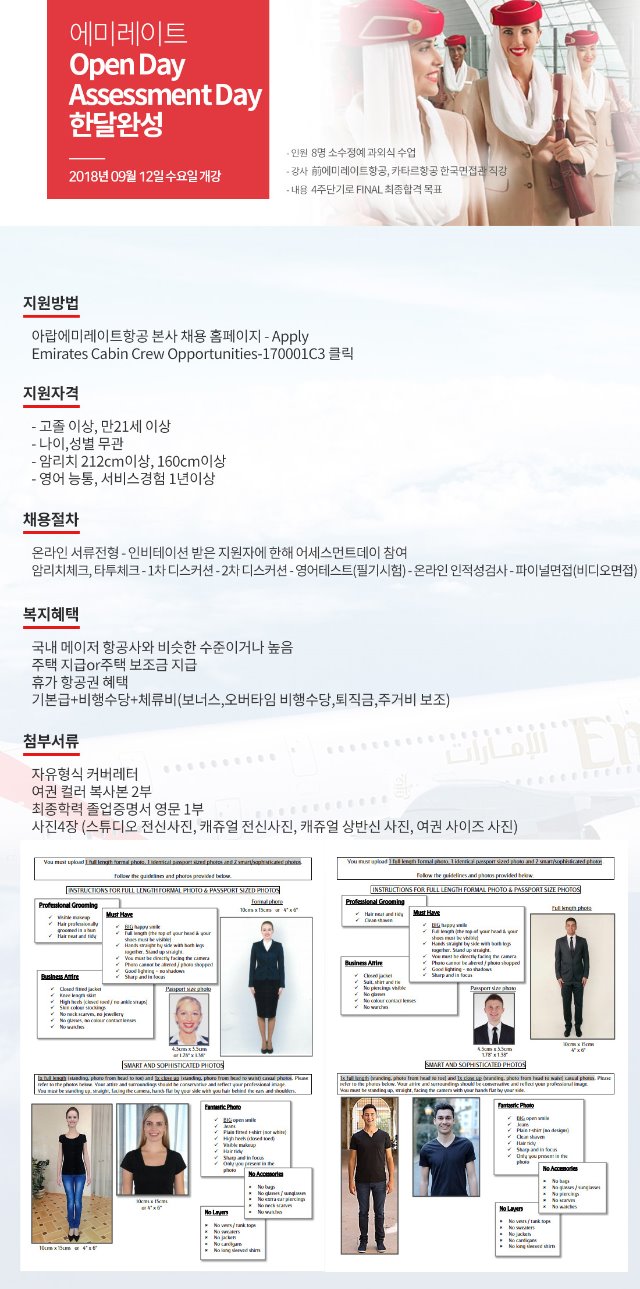 에미레이트
Open Day
Assessment Day
한달완성
2018년 09월 12일 수요일 개강
- 인원 8명 소수정예 과외식 수업
- 강사 前에미레이트항공, 카타르항공 한국면접관 직강
- 내용 4주단기로 FINAL 최종합격 목표
지원방법
아랍에미레이트항공 본사 채용 홈페이지 - Apply
Emirates Cabin Crew Opportunities-170001C3 클릭
지원자격
- 고졸 이상, 만21세 이상
- 나이,성별 무관
- 암리치 212cm이상, 160cm이상
- 영어 능통, 서비스경험 1년이상
채용절차
온라인 서류전형 - 인비테이션 받은 지원자에 한해 어세스먼트데이 참여
암리치체크, 타투체크 - 1차 디스커션 - 2차 디스커션 - 영어테스트(필기시험) - 온라인 인적성검사 - 파이널면접(비디오면접)
복지혜택
국내 메이저 항공사와 비슷한 수준이거나 높음
주택 지급or주택 보조금 지급
휴가 항공권 혜택
기본급+비행수당+체류비(보너스,오버타임 비행수당,퇴직금,주거비 보조)
첨부서류
자유형식 커버레터
여권 컬러 복사본 2부
최종학력 졸업증명서 영문 1부
사진4장 (스튜디오 전신사진, 캐쥬얼 전신사진, 캐쥬얼 상반신 사진, 여권 사이즈 사진)
الإمارات
You must upload 1 full length formal photo, 1 identical passport sized photo and 2 smart/sophisticated photos.
Follow the guidelines and photos provided below.
INSTRUCTIONS FOR FULL LENGTH FORMAL PHOTO & PASSPORT SIZED PHOTOS
Professional Grooming
Visible makeup
Hair professionally
groomed in a bun
Hair neat and tidy
Must Have
BIG happy smile
Full length (the top of your head & your
shoes must be visible)
Hands straight by side with both legs
together. Stand up straight.
You must be directly facing the camera
Photo cannot be altered / photo shopped
Good lighting – no shadows
Sharp and in focus
Formal photo
10cm x 15cm or 4" x 6"
Business Attire
Closed fitted jacket
Knee length skirt
High heels (closed toed / no ankle straps)
Skin colour stockings
No neck scarves, no jewellery
No glasses, no colour contact lenses
No watches
Passport size photo
4.5cm x 3.5cm
or 1.78" x 1.38"
SMART AND SOPHISTICATED PHOTOS
1x full length (standing, photo from head to toe) and 1x close up (standing, photo from head to waist) casual photos. Please
refer to the photos below. Your attire and surroundings should be conservative and reflect your professional image.
You must be standing up, straight, facing the camera, hands flat by your side with you hair behind the ears and shoulders.
Fantastic Photo
BIG open smile
Jeans
Plain fitted t-shirt (not white)
High heels (closed toed)
Visible makeup
Hair tidy
Sharp and in focus
Only you present in the
photo
No Accessories
No bags
No glasses / sunglasses
No extra ear piercings
No neck scarves
No watches
No Layers
No vests / tank tops
No sweaters
No jackets
No cardigans
No long sleeved shirts
10cm x 15cm
or 4" x 6"
10cm x 15cm or 4" x 6"
You must upload 1 full length formal photo, 1 identical passport sized photo and 2 smart/sophisticated photos
Follow the guidelines and photos provided below.
INSTRUCTIONS FOR FULL LENGTH FORMAL PHOTO & PASSPORT SIZE PHOTOS
Professional Grooming
Hair neat and tidy
Clean shaven
Must Have
BIG happy smile
Full length (the top of your head & your
shoes must be visible)
Hands straight by side with both legs
together. Stand up straight.
You must be directly facing the camera
Photo cannot be altered / photo shopped
Good lighting – no shadows
Sharp and in focus
Full length photo
10cm x 15cm
4" x 6"
Business Attire
Closed jacket
Suit, shirt and tie
No piercings visible
No glasses
No colour contact lenses
No watches
Passport size photo
4.5cm x 3.5cm
1.78" x 1.38"
SMART AND SOPHISTICATED PHOTOS
1x full length (standing, photo from head to toe) and 1x close up (standing, photo from head to waist) casual photos. Please
refer to the photos below. Your attire and surroundings should be conservative and reflect your professional image.
You must be standing up, straight, facing the camera with your hands flat by your side.
Fantastic Photo
BIG open smile
Jeans
Plain t-shirt (no design)
Clean shaven
Hair tidy
Sharp and in focus
Only you present in the
photo
No Accessories
No bags
No glasses / sunglasses
No piercings
No scarves
No watches
No Layers
No vests / tank tops
No sweaters
No jackets
No cardigans
No long sleeved shirts